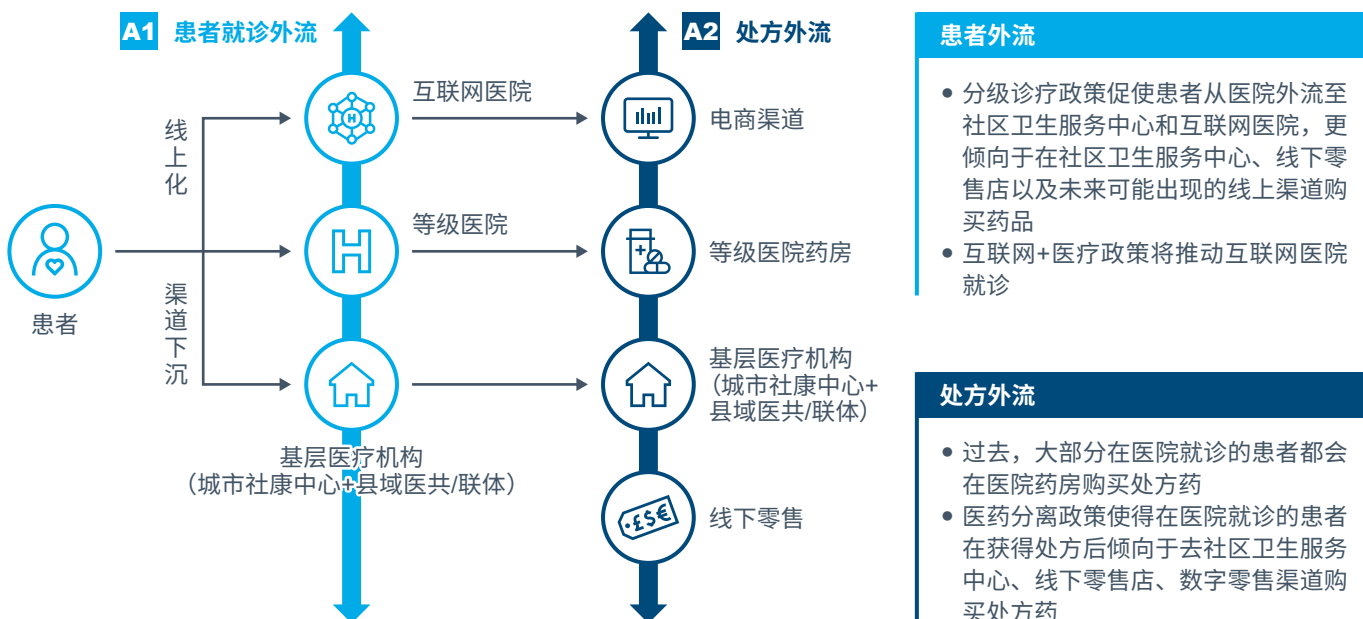 A1 患者就诊外流
A2 处方外流
线上化
渠道下沉
患者
互联网医院
H
等级医院
H
基层医疗机构
（城市社康中心+县域医共/联体）
电商渠道
等级医院药房
基层医疗机构
（城市社康中心+
县域医共/联体）
£$€
线下零售
患者外流
• 分级诊疗政策促使患者从医院外流至
社区卫生服务中心和互联网医院，更
倾向于在社区卫生服务中心、线下零
售店以及未来可能出现的线上渠道购
买药品
• 互联网+医疗政策将推动互联网医院
就诊
处方外流
• 过去，大部分在医院就诊的患者都会
在医院药房购买处方药
• 医药分离政策使得在医院就诊的患者
在获得处方后倾向于去社区卫生服务
中心、线下零售店、数字零售渠道购
买处方药